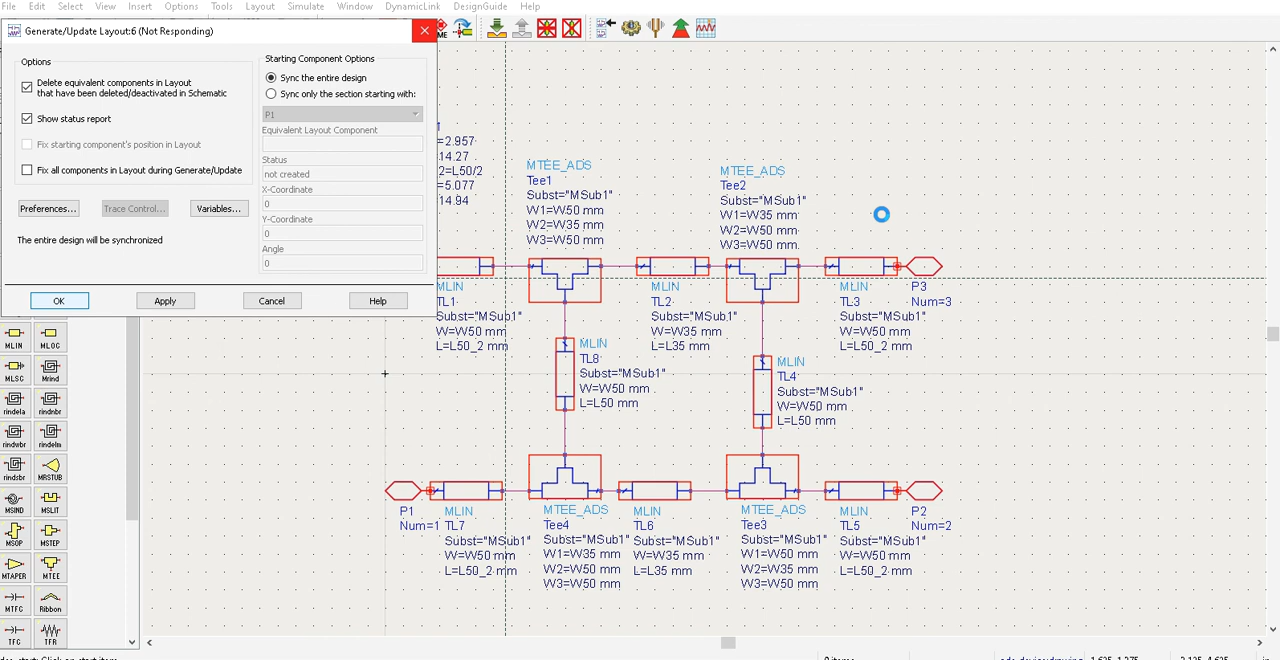 File Edit Select View Insert Options Tools Layout Simulate Window DynamicLink DesignGuide Help
Generate/Update Layout:6 (Not Responding)
Options
Delete equivalent components in Layout
that have been deleted/deactivated in Schematic
Show status report
Fix starting component's position in Layout
Fix all components in Layout during Generate/Update
Preferences...
Trace Control...
Variables...
The entire design will be synchronized
Starting Component Options
Sync the entire design
Sync only the section starting with:
P1
Equivalent Layout Component
Status
not created
X-Coordinate
0
Y-Coordinate
0
Angle
0
OK
Apply
Cancel
Help
=2.957
14.27
2=L50/2
=5.077
14.94
MTEE_ADS
Tee1
Subst="MSub1"
W1=W50 mm
W2=W35 mm
W3=W50 mm
MTEE_ADS
Tee2
Subst="MSub1"
W1=W35 mm
W2=W50 mm
W3=W50 mm
MLIN
TL1
Subst="MSub1"
W=W50 mm
L=L50_2 mm
MLIN
TL2
Subst="MSub1"
W=W35 mm
L=L35 mm
MLIN
TL3
Subst="MSub1"
W=W50 mm
L=L50_2 mm
P3
Num=3
MLIN
TL8
Subst="MSub1"
W=W50 mm
L=L50 mm
MLIN
TL4
Subst="MSub1"
W=W50 mm
L=L50 mm
P1
Num=1
MLIN
TL7
Subst="MSub1"
W=W50 mm
L=L50_2 mm
MTEE_ADS
Tee4
Subst="MSub1"
W1=W35 mm
W2=W50 mm
W3=W50 mm
MLIN
TL6
Subst="MSub1"
W=W35 mm
L=L35 mm
MTEE_ADS
Tee3
Subst="MSub1"
W1=W50 mm
W2=W35 mm
W3=W50 mm
MLIN
TL5
Subst="MSub1"
W=W50 mm
L=L50_2 mm
P2
Num=2
MLIN MLOC
MLSC Mrind
rindela rindnbr
rindwbr rindelm
rindsbr MRSTUB
MSIND MSLIT
MSOP MSTEP
MTAPER MTEE
MTFC Ribbon
TFC TFR